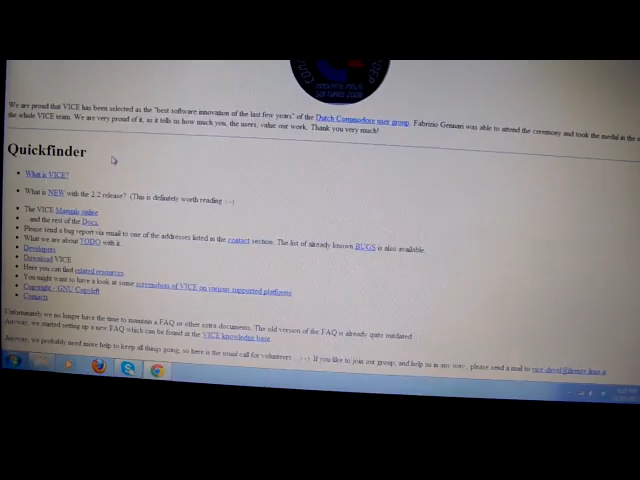 We are proud that VICE has been selected as the "best software innovation of the last few years" of the Dutch Commodore user group. Fabrizio Gennari was able to attend the ceremony and took the medal in the
the whole VICE team. We are very proud of it, as it tells us how much you, the users, value our work. Thank you very much!
Quickfinder
What is VICE?
What is NEW with the 2.2 release? (This is definitely worth reading :-)
The VICE Manuals online
and the rest of the Docs.
Please send a bug report via email to one of the addresses listed in the contact section. The list of already known BUGS is also available.
What we are about TODO with it...
Developers
Download VICE
Here you can find related resources
You might want to have a look at some screenshots of VICE on various supported platforms
Copyright - GNU Copyleft
Contacts
Unfortunately we no longer have the time to maintain a FAQ or other extra documents. The old version of the FAQ is already quite outdated.
Anyway, we started setting up a new FAQ which can be found at the VICE knowledge base.
Anyway, we probably need more help to keep all things going, so here is the usual call for volunteers :-) If you like to join our group, and help us in any way, please send a mail to